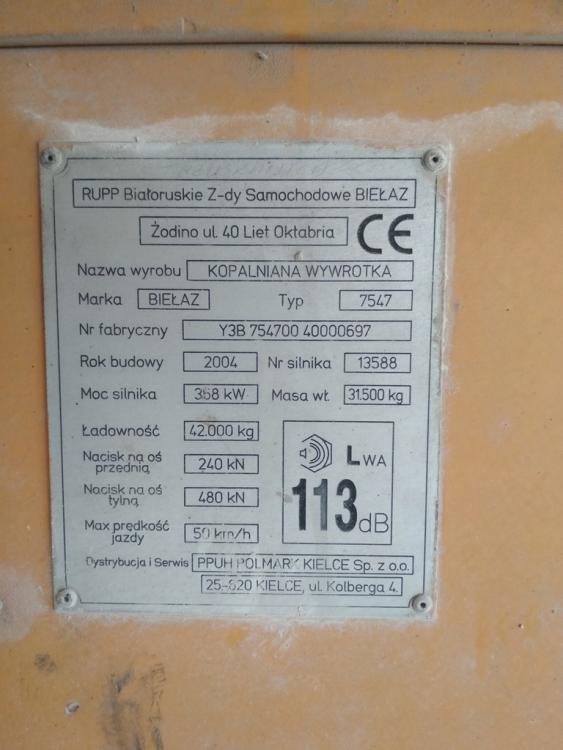 RUPP Białoruskie Z-dy Samochodowe BIEŁAZ
Żodino ul. 40 Liet Oktabria CE
Nazwa wyrobu KOPALNIANA WYWROTKA
Marka BIEŁAZ Typ 7547
Nr fabryczny Y3B 754700 40000697
Rok budowy 2004 Nr silnika 13588
Moc silnika 358 kW Masa wł. 31.500 kg
Ładowność 42.000 kg
Nacisk na oś przednią 240 kN
Nacisk na oś tylną 480 kN
Max prędkość jazdy 50 km/h
LWA
113 dB
Dystrybucja i Serwis PPUH POLMARK KIELCE Sp. z o.o.
25-620 KIELCE, ul. Kolberga 4.